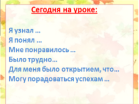 Сегодня на уроке:
Я узнал ...
Я понял ...
Мне понравилось ...
Было трудно...
Для меня было открытием, что...
Могу порадоваться успехам ...